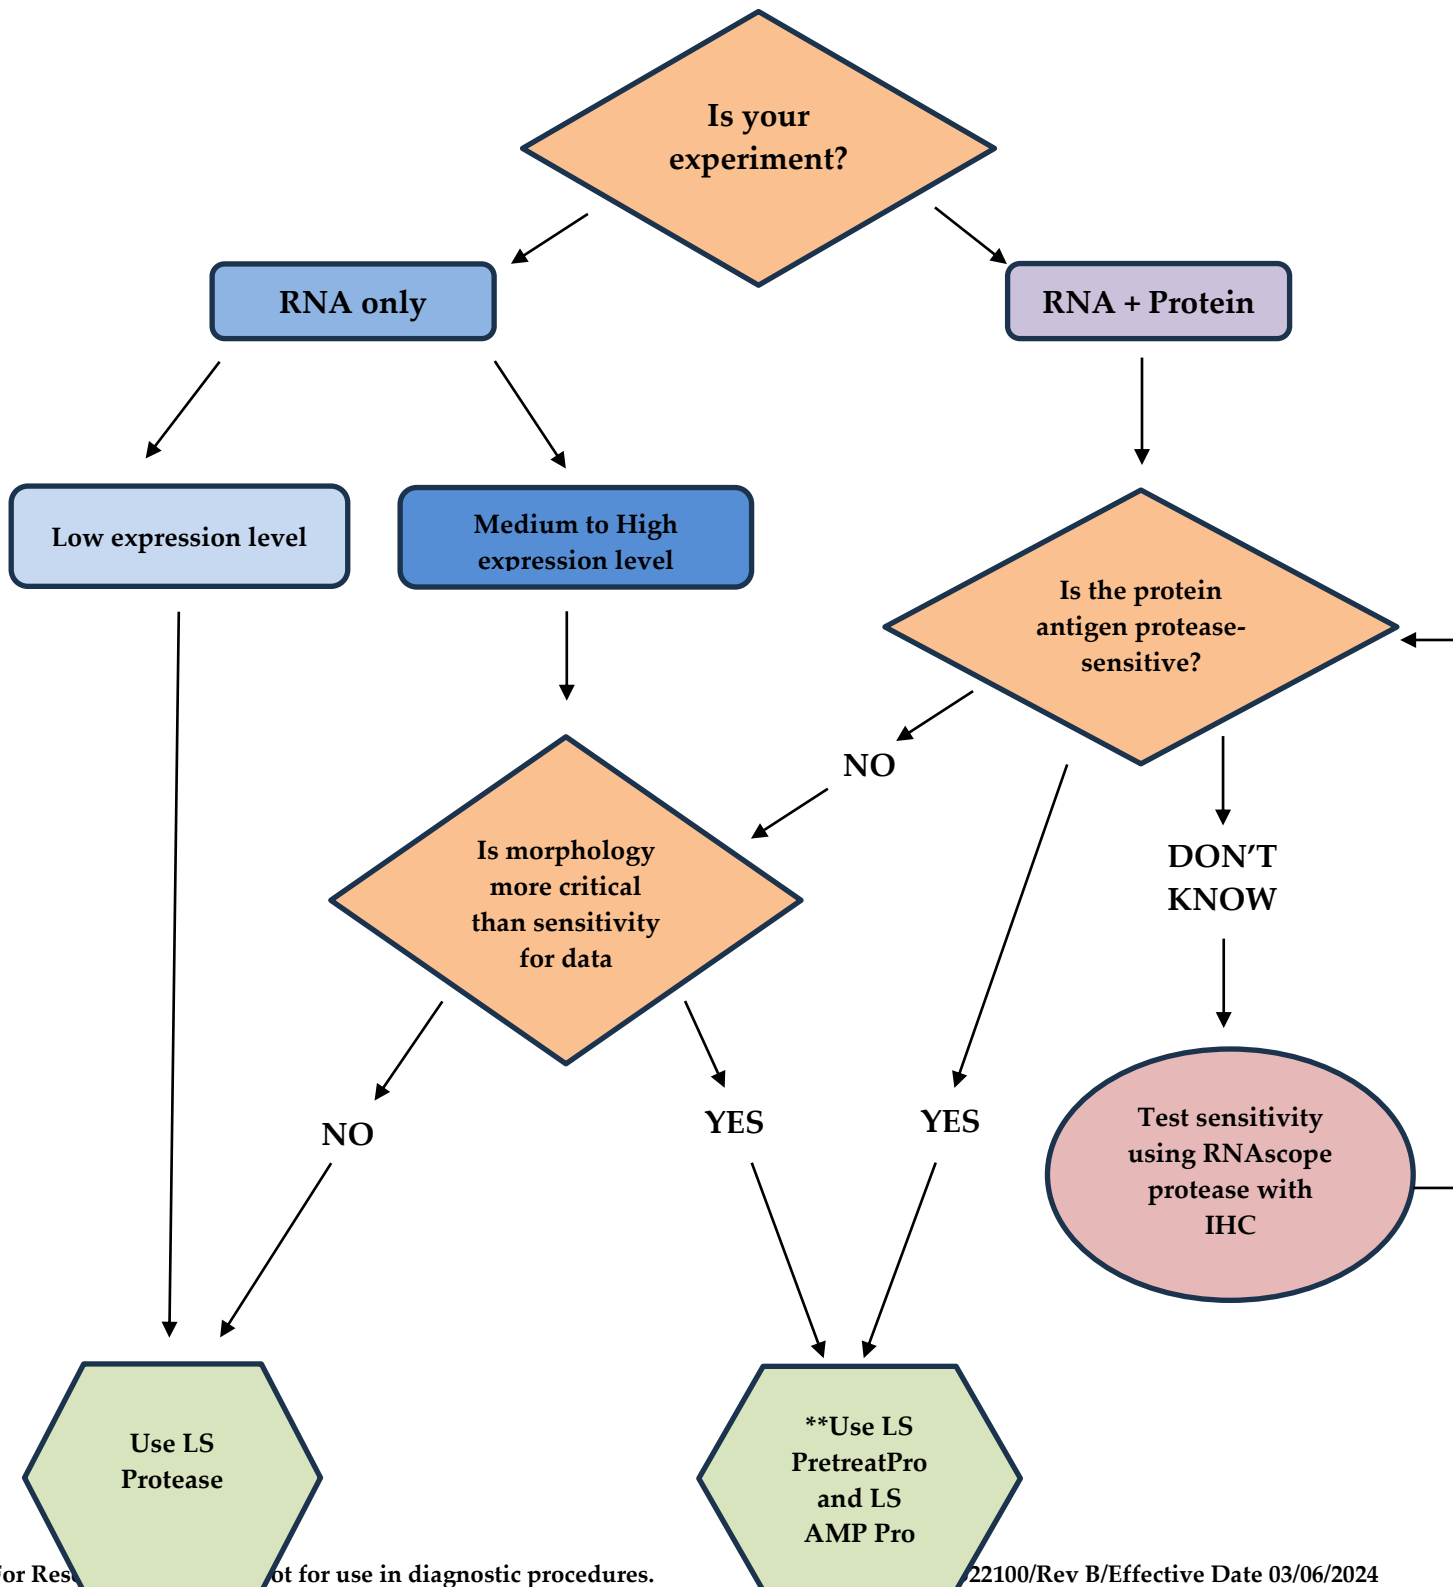 Is your
experiment?
RNA only
RNA + Protein
Low expression level
Medium to High
expression level
Is the protein
antigen protease-
sensitive?
NO
DON'T
KNOW
Is morphology
more critical
than sensitivity
for data
NO
YES
YES
Test sensitivity
using RNAscope
protease with
IHC
Use LS
Protease
**Use LS
PretreatPro
and LS
AMP Pro
for use in diagnostic procedures.
22100/Rev B/Effective Date 03/06/2024